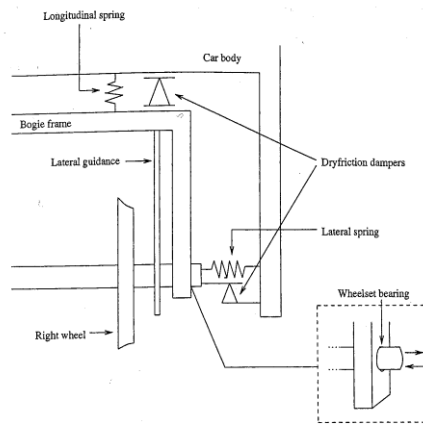 Longitudinal
spring
Car body
Bogie frame
Lateral guidance
Dryfriction dampers
Lateral spring
Wheelset bearing
Right wheel